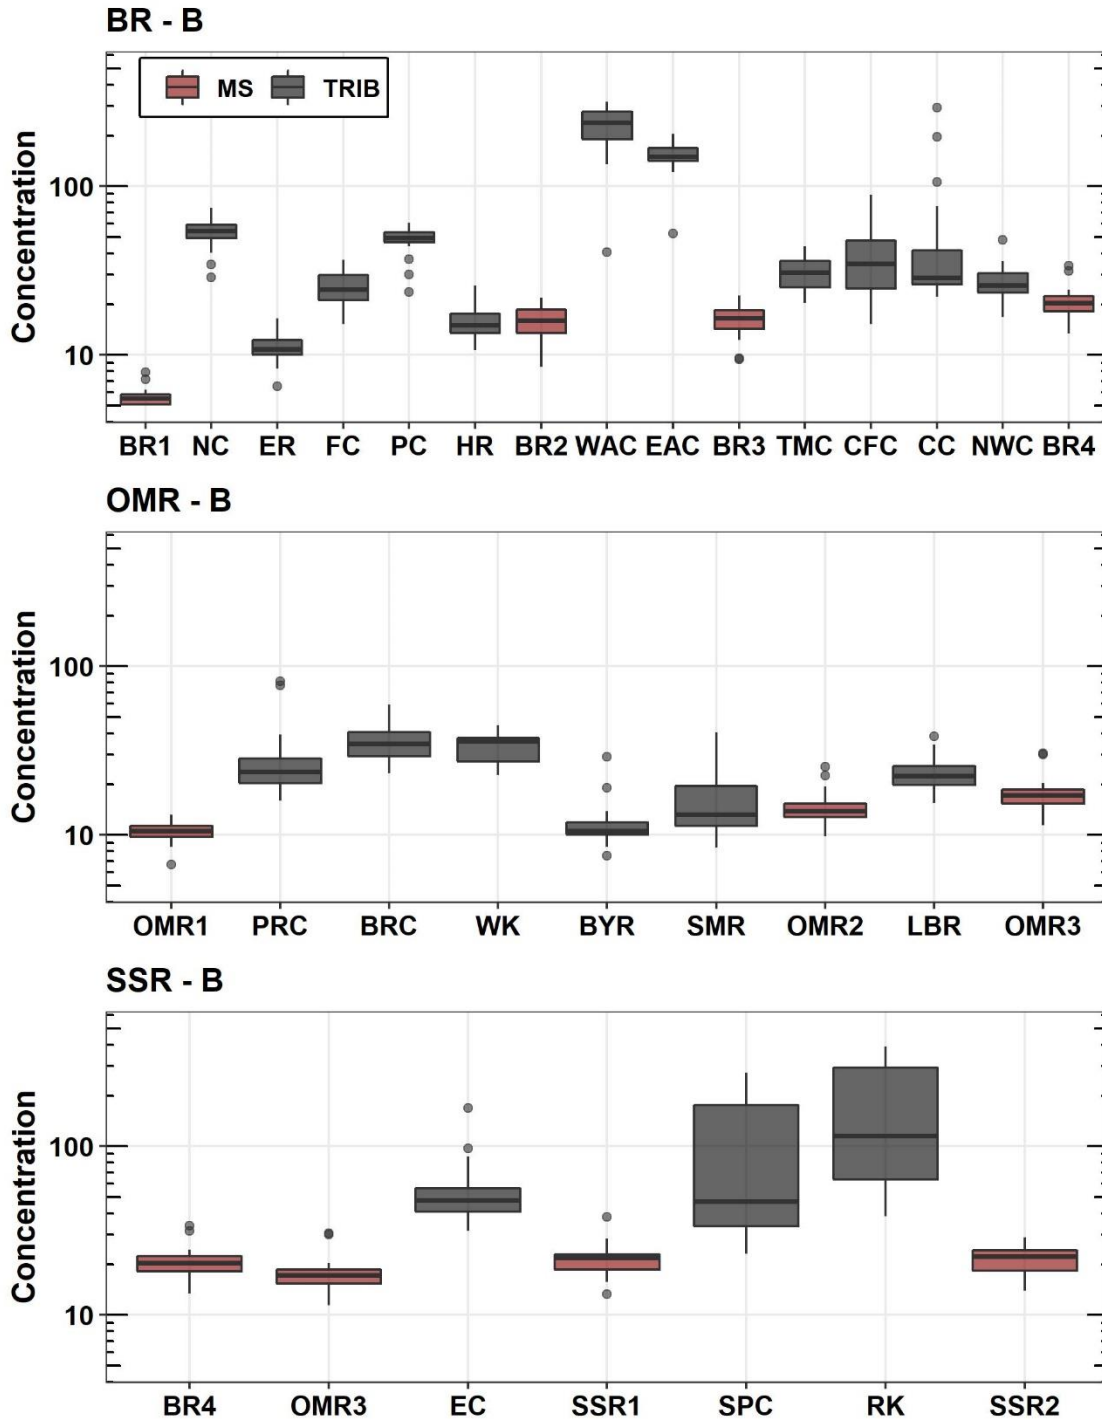 BR - B
MS TRIB
Concentration
100
10
BR1 NC ER FC PC HR BR2 WAC EAC BR3 TMC CFC CC NWC BR4
OMR - B
Concentration
100
10
OMR1 PRC BRC WK BYR SMR OMR2 LBR OMR3
SSR - B
Concentration
100
10
BR4 OMR3 EC SSR1 SPC RK SSR2